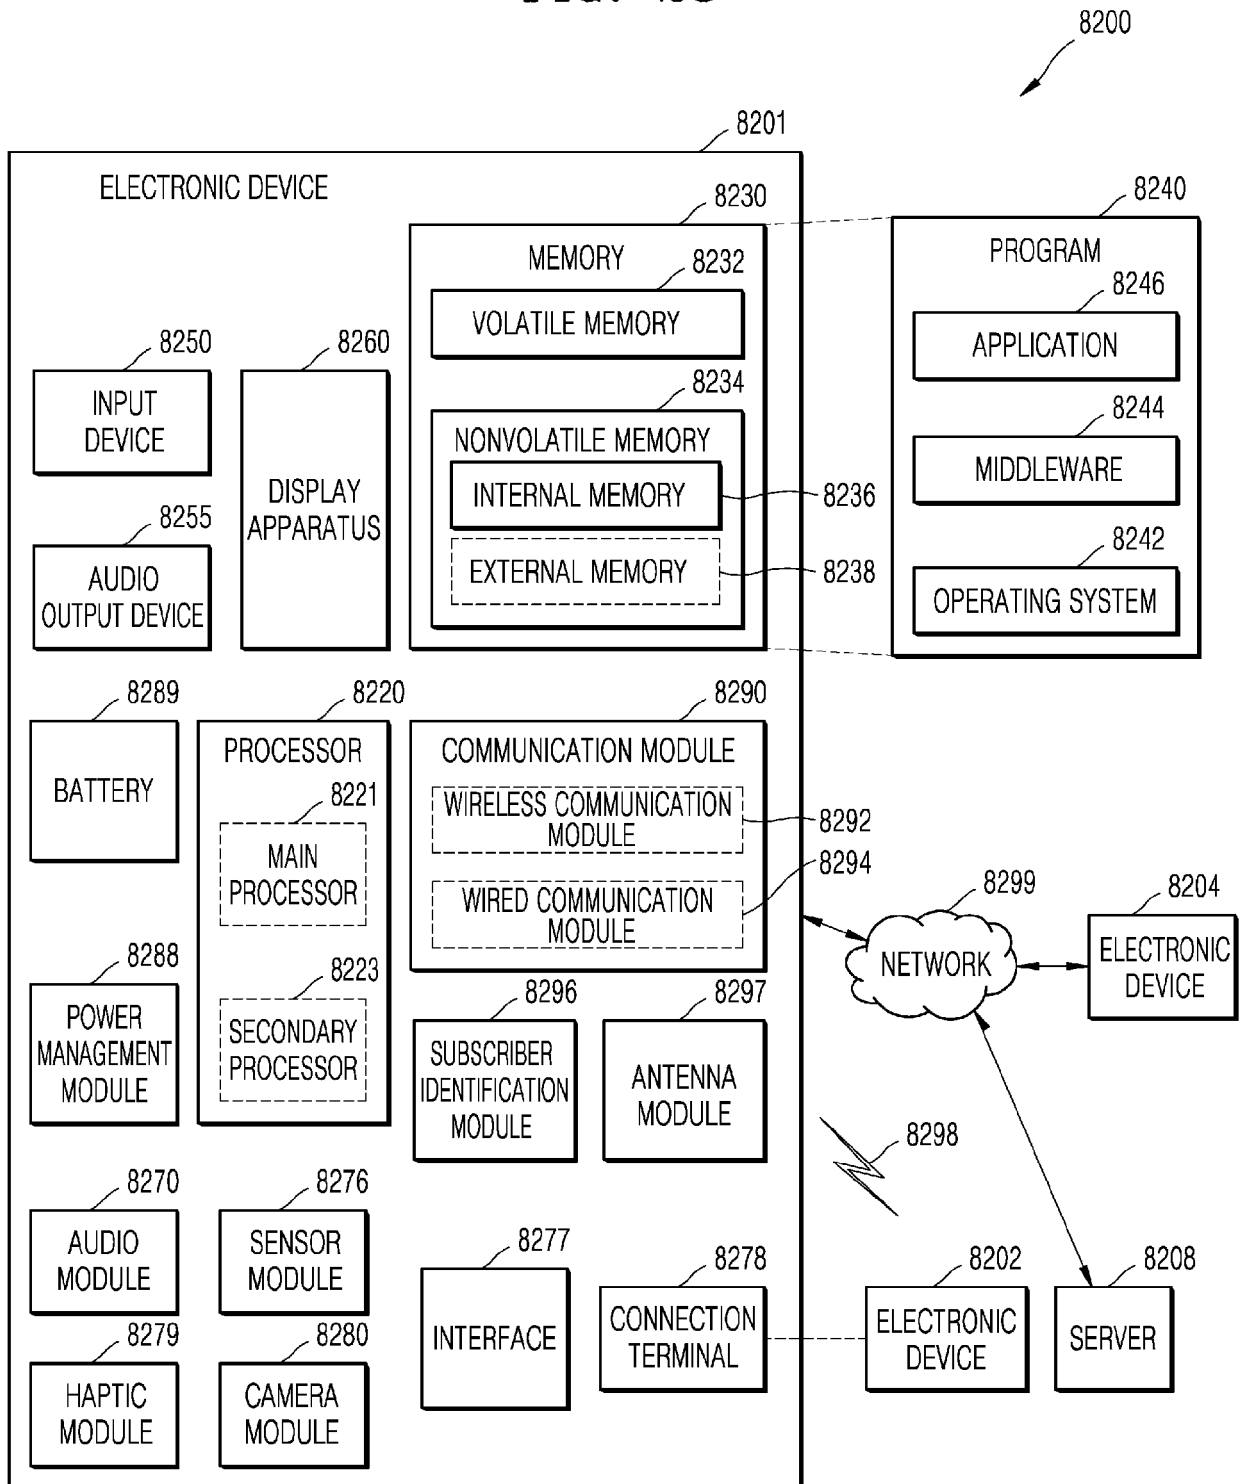 8200
8201
ELECTRONIC DEVICE
8230
MEMORY
8232
VOLATILE MEMORY
8234
NONVOLATILE MEMORY
INTERNAL MEMORY
8236
EXTERNAL MEMORY
8238
8240
PROGRAM
8246
APPLICATION
8244
MIDDLEWARE
8242
OPERATING SYSTEM
8250
INPUT
DEVICE
8260
DISPLAY
APPARATUS
8255
AUDIO
OUTPUT DEVICE
8289
BATTERY
8220
PROCESSOR
8221
MAIN
PROCESSOR
8223
SECONDARY
PROCESSOR
8290
COMMUNICATION MODULE
WIRELESS COMMUNICATION
MODULE
8292
8294
WIRED COMMUNICATION
MODULE
8299
NETWORK
8204
ELECTRONIC
DEVICE
8288
POWER
MANAGEMENT
MODULE
8296
SUBSCRIBER
IDENTIFICATION
MODULE
8297
ANTENNA
MODULE
8298
8270
AUDIO
MODULE
8276
SENSOR
MODULE
8277
INTERFACE
8278
CONNECTION
TERMINAL
8202
ELECTRONIC
DEVICE
8208
SERVER
8279
HAPTIC
MODULE
8280
CAMERA
MODULE